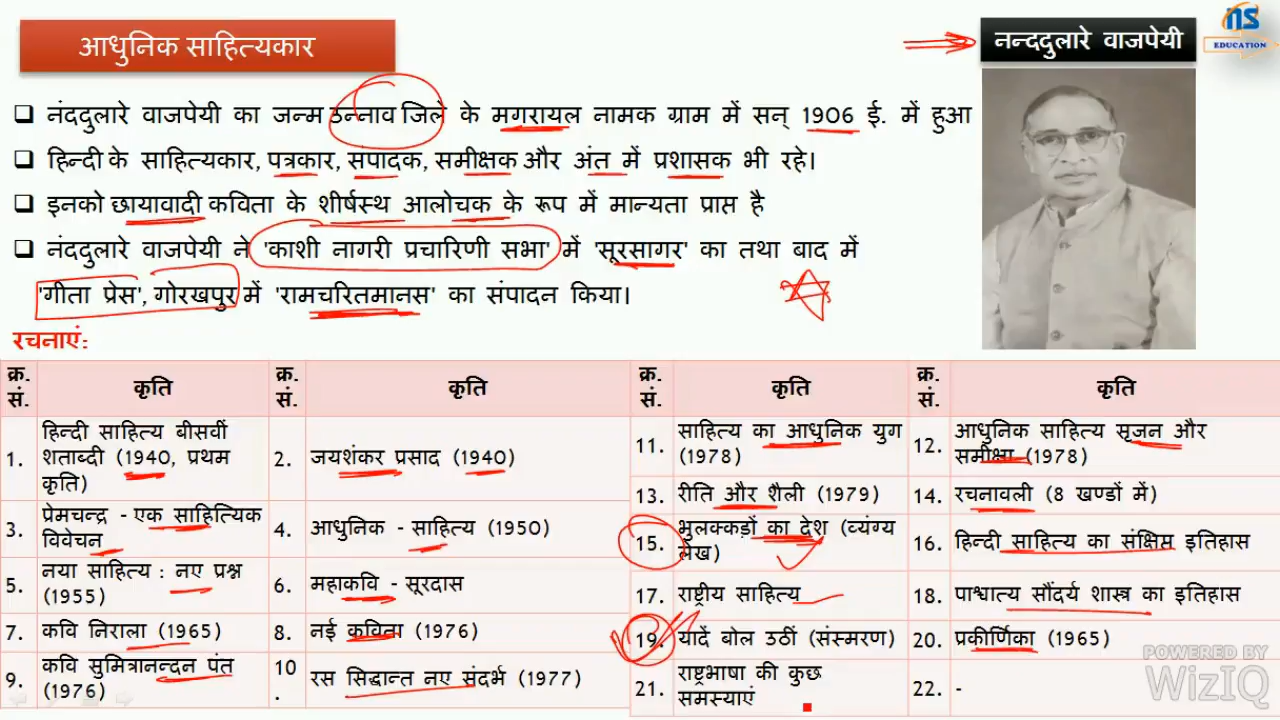 आधुनिक साहित्यकार
नन्ददुलारे वाजपेयी
ns
EDUCATION
❑ नंददुलारे वाजपेयी का जन्म उन्नाव जिले के मगरायल नामक ग्राम में सन् 1906 ई. में हुआ
❑ हिन्दी के साहित्यकार, पत्रकार, संपादक, समीक्षक और अंत में प्रशासक भी रहे।
❑ इनको छायावादी कविता के शीर्षस्थ आलोचक के रूप में मान्यता प्राप्त है
❑ नंददुलारे वाजपेयी ने 'काशी नागरी प्रचारिणी सभा' में 'सूरसागर' का तथा बाद में
'गीता प्रेस', गोरखपुर में 'रामचरितमानस' का संपादन किया।
रचनाएं:
क्र. सं. कृति क्र. सं. कृति क्र. सं. कृति क्र. सं. कृति
1. हिन्दी साहित्य बीसवीं
शताब्दी (1940, प्रथम
कृति)
2. जयशंकर प्रसाद (1940)
11. साहित्य का आधुनिक युग
(1978)
12. आधुनिक साहित्य सृजन और
समीक्षा (1978)
13. रीति और शैली (1979)
14. रचनावली (8 खण्डों में)
3. प्रेमचन्द्र - एक साहित्यिक
विवेचन
4. आधुनिक - साहित्य (1950)
15. भुलक्कड़ों का देश (व्यंग्य
लेख)
16. हिन्दी साहित्य का संक्षिप्त इतिहास
5. नया साहित्य : नए प्रश्न
(1955)
6. महाकवि - सूरदास
17. राष्ट्रीय साहित्य
18. पाश्चात्य सौंदर्य शास्त्र का इतिहास
7. कवि निराला (1965)
8. नई कविता (1976)
19. यादें बोल उठीं (संस्मरण)
20. प्रकीर्णिका (1965)
9. कवि सुमित्रानन्दन पंत
(1976)
10. रस सिद्धान्त नए संदर्भ (1977)
21. राष्ट्रभाषा की कुछ
समस्याएं
22. -
POWERED BY
WizIQ